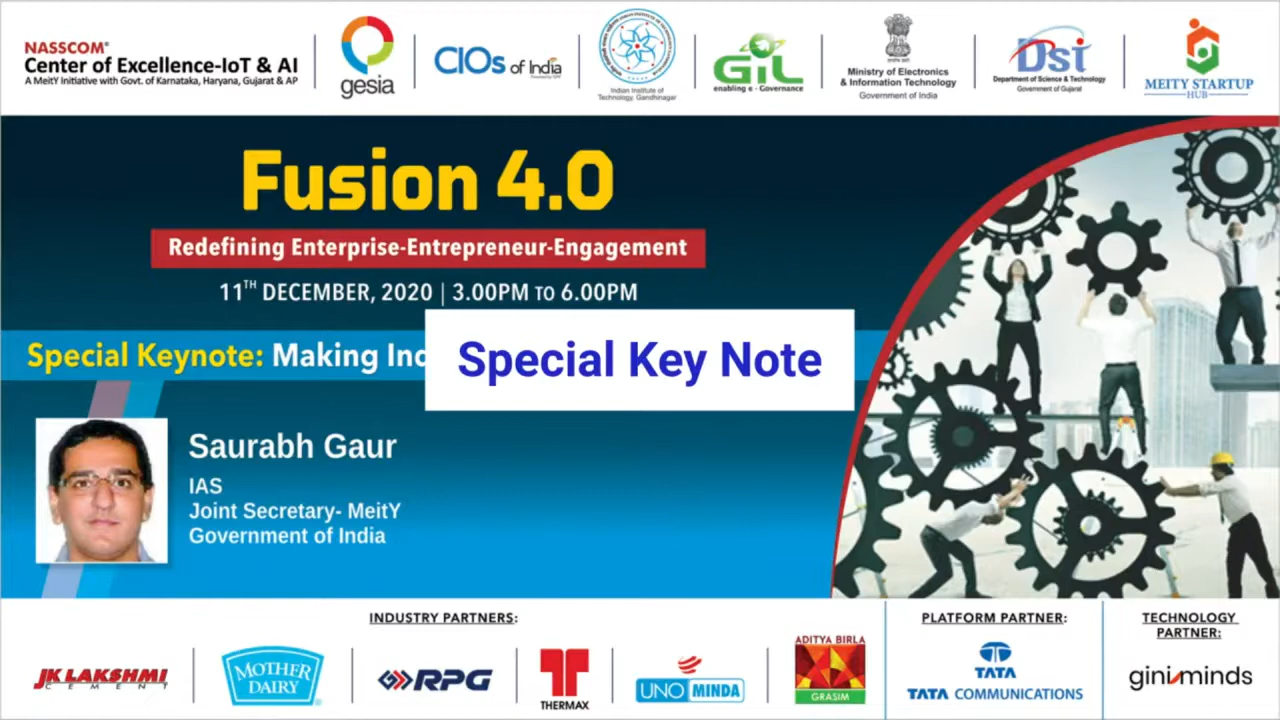 NASSCOM®
Center of Excellence-IoT & AI
A MeitY Initiative with Govt. of Karnataka, Haryana, Gujarat & AP
gesia
CIOs of India
Indian Institute of
Technology, Gandhinagar
GiL
enabling e - Governance
Ministry of Electronics
& Information Technology
Government of India
Dst
Department of Science & Technology
Government of Gujarat
MEITY STARTUP
HUB
Fusion 4.0
Redefining Enterprise-Entrepreneur-Engagement
11TH DECEMBER, 2020 | 3.00PM TO 6.00PM
Special Keynote: Making Ind
Special Key Note
Saurabh Gaur
IAS
Joint Secretary- MeitY
Government of India
INDUSTRY PARTNERS:
PLATFORM PARTNER:
TECHNOLOGY
PARTNER:
JK LAKSHMI
CEMENT
MOTHER
DAIRY
RPG
THERMAX
UNO MINDA
ADITYA BIRLA
GRASIM
TATA
TATA COMMUNICATIONS
giniminds